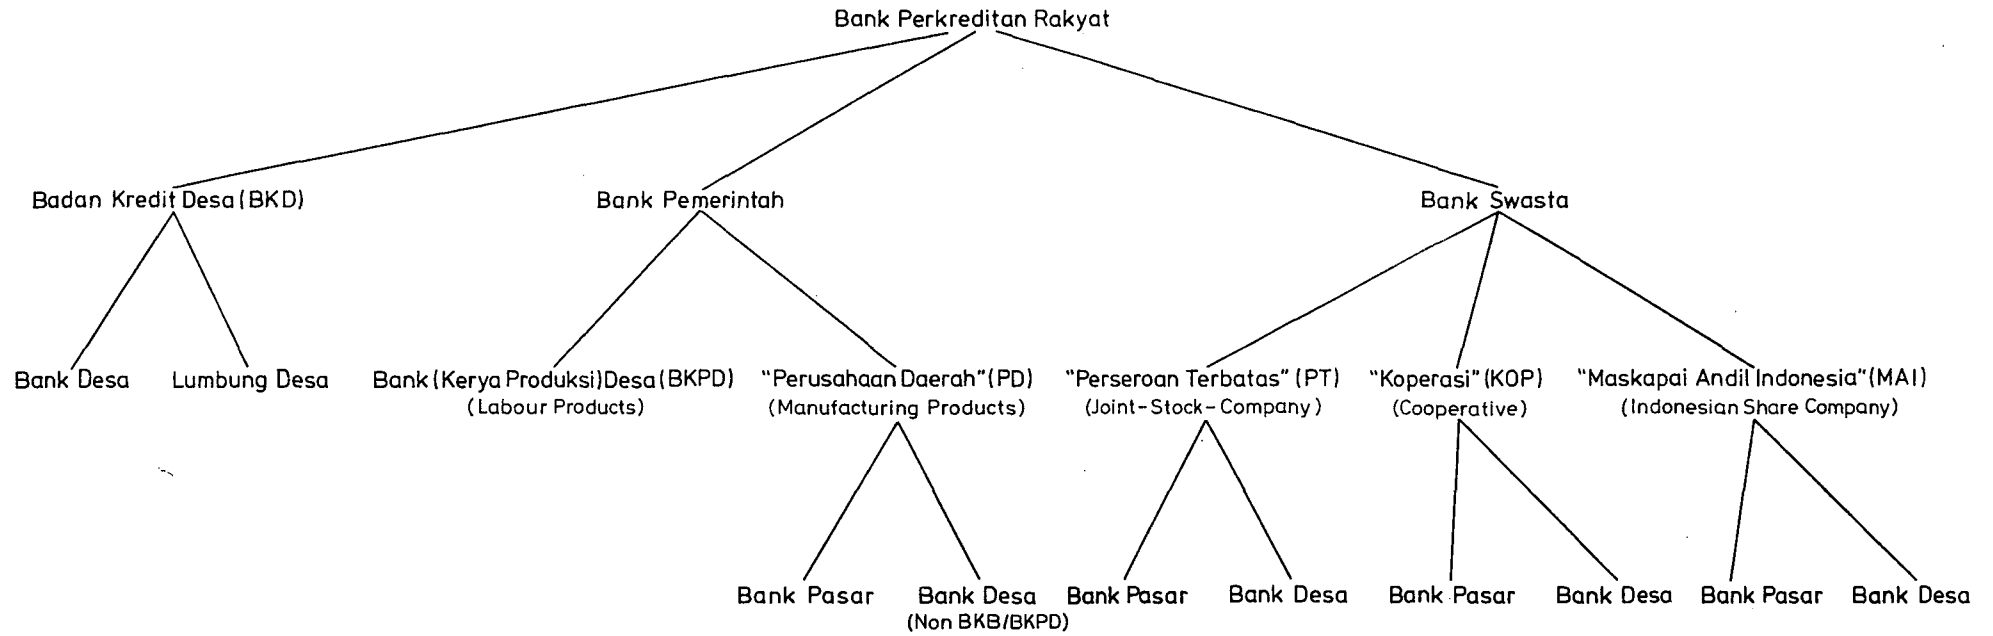 Bank Perkreditan Rakyat
Badan Kredit Desa (BKD)
Bank Pemerintah
Bank Swasta
Bank Desa
Lumbung Desa
Bank (Kerya Produksi) Desa (BKPD)
(Labour Products)
"Perusahaan Daerah" (PD)
(Manufacturing Products)
"Perseroan Terbatas" (PT)
(Joint-Stock-Company)
"Koperasi" (KOP)
(Cooperative)
"Maskapai Andil Indonesia" (MAI)
(Indonesian Share Company)
Bank Pasar
Bank Desa
(Non BKB/BKPD)
Bank Pasar
Bank Desa
Bank Pasar
Bank Desa
Bank Pasar
Bank Desa